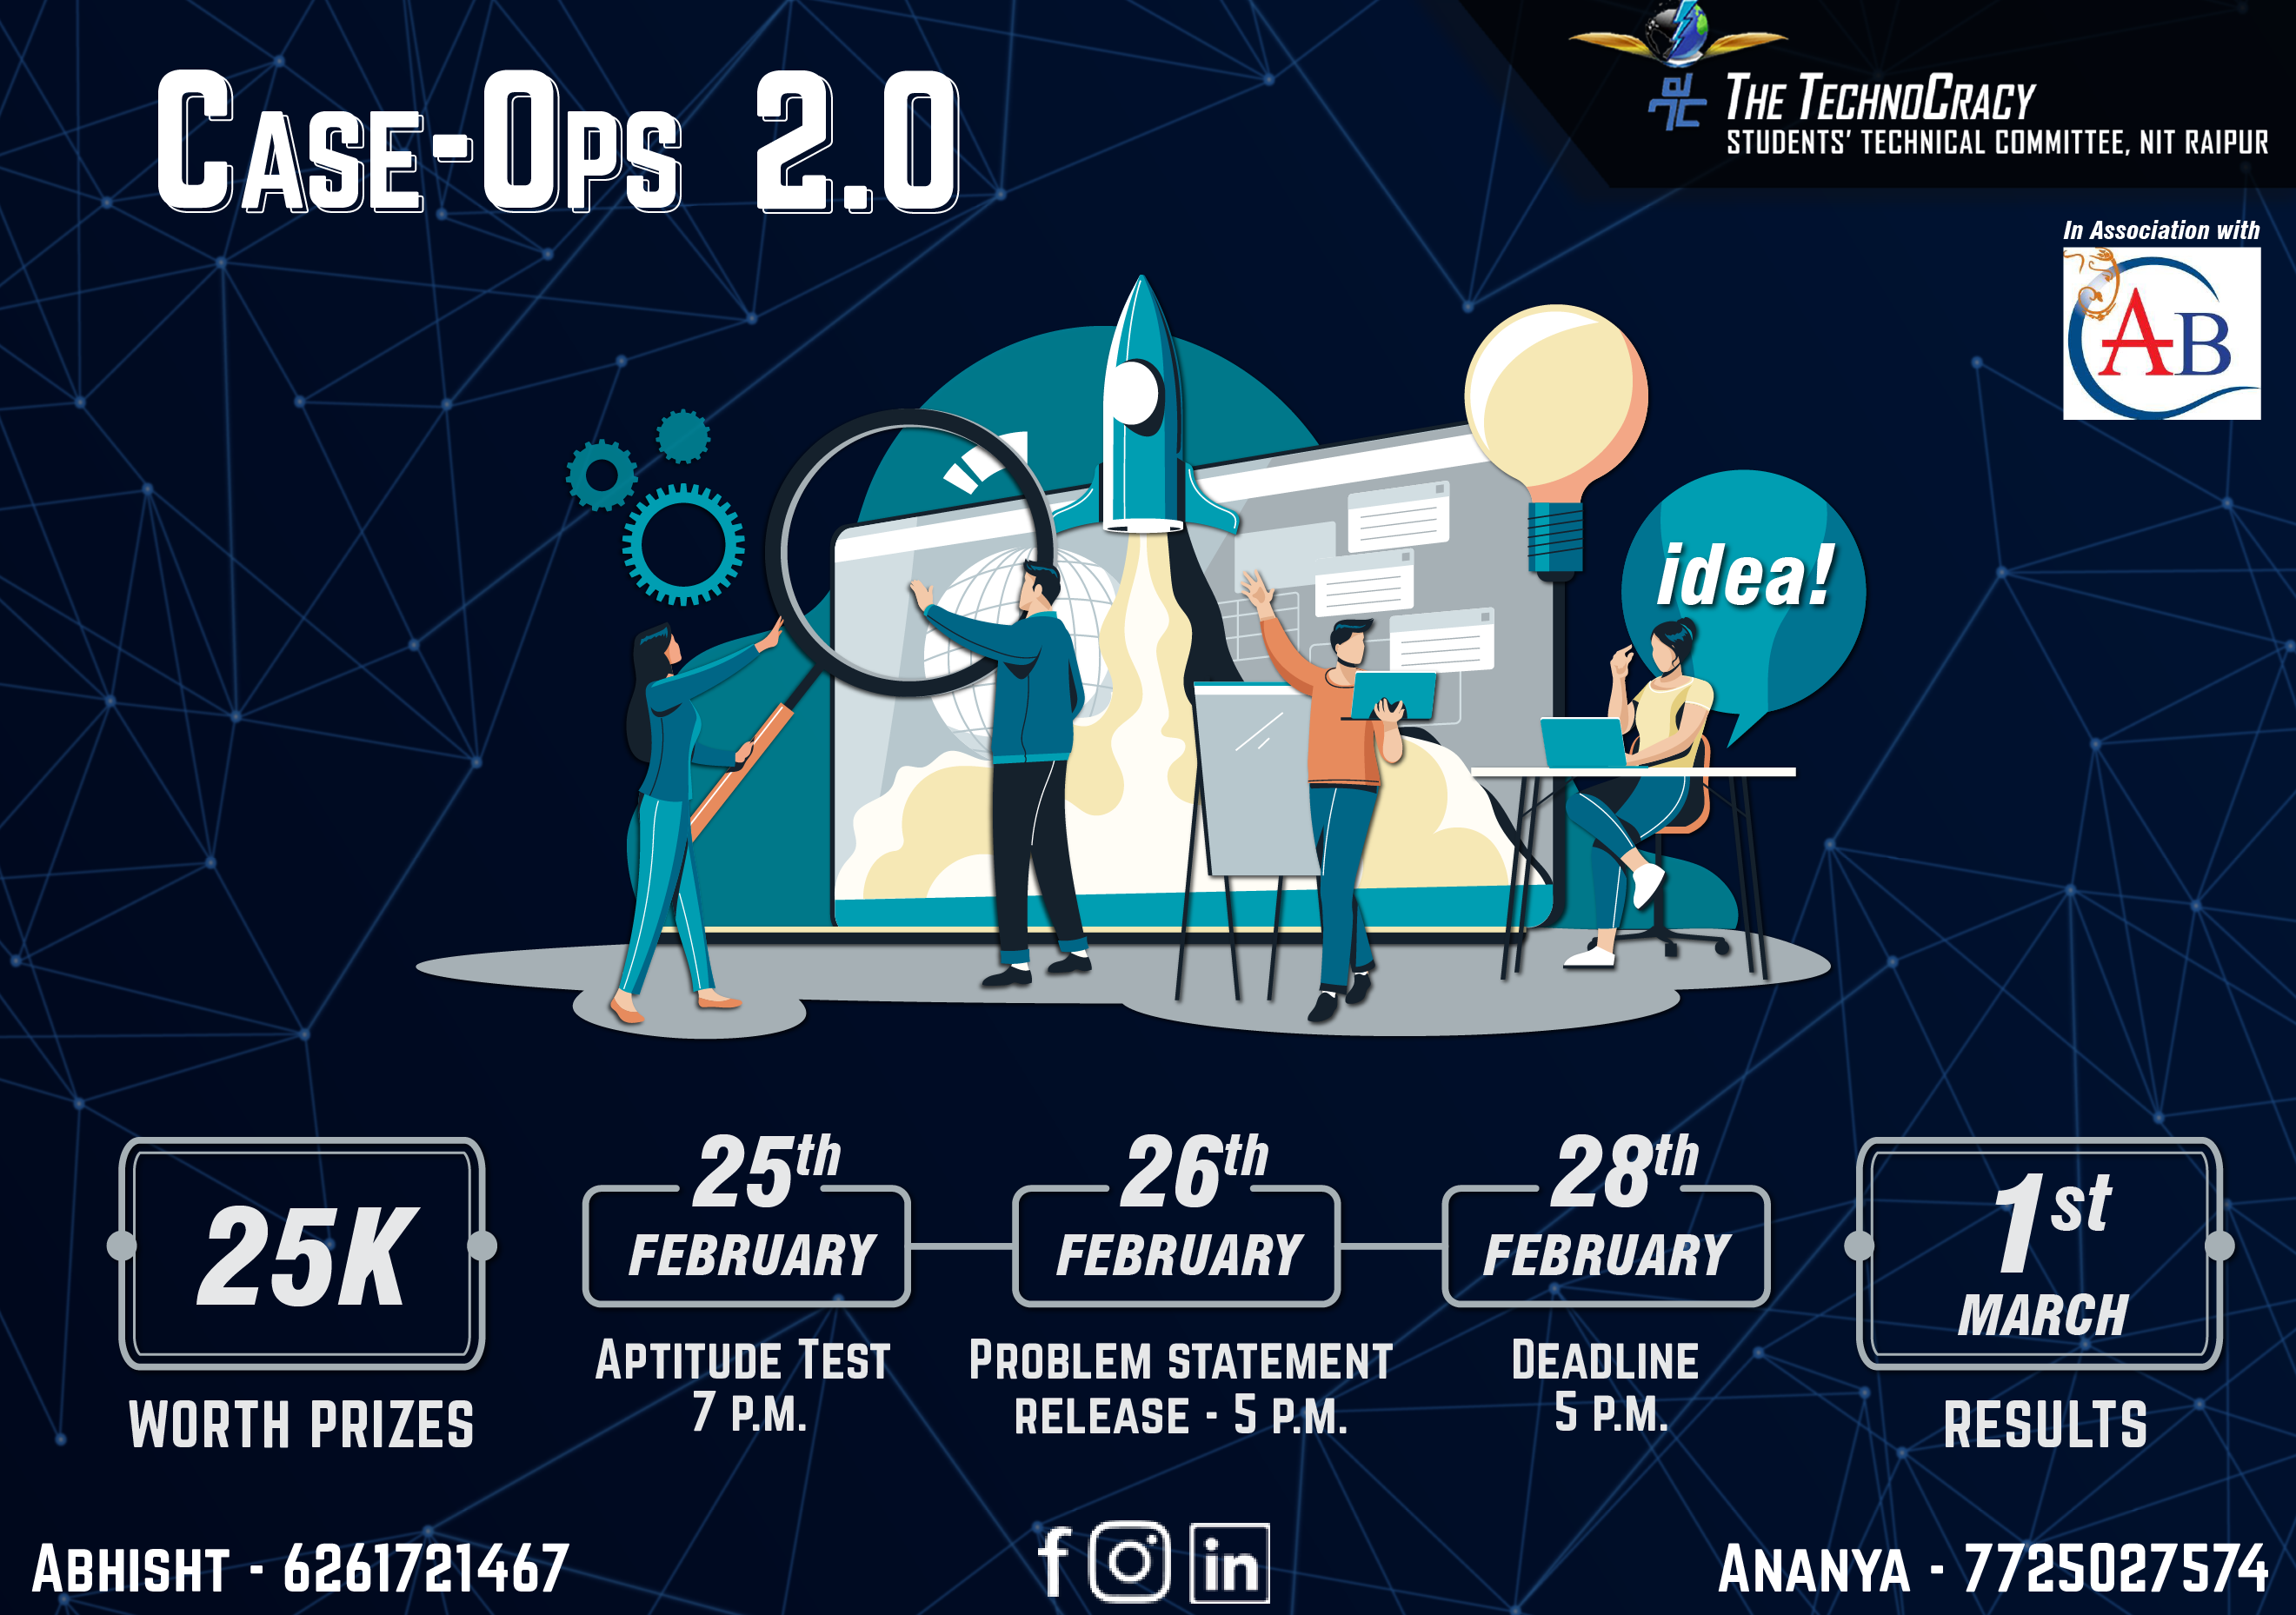 Case-Ops 2.0
The TechnoCracy
Students' Technical Committee, NIT Raipur
In Association with
AB
idea!
25K
WORTH PRIZES
25th
FEBRUARY
Aptitude Test
7 p.m.
26th
FEBRUARY
Problem statement
release - 5 p.m.
28th
FEBRUARY
Deadline
5 p.m.
1st
MARCH
RESULTS
Abhisht - 6261721467
f
in
Ananya - 7725027574